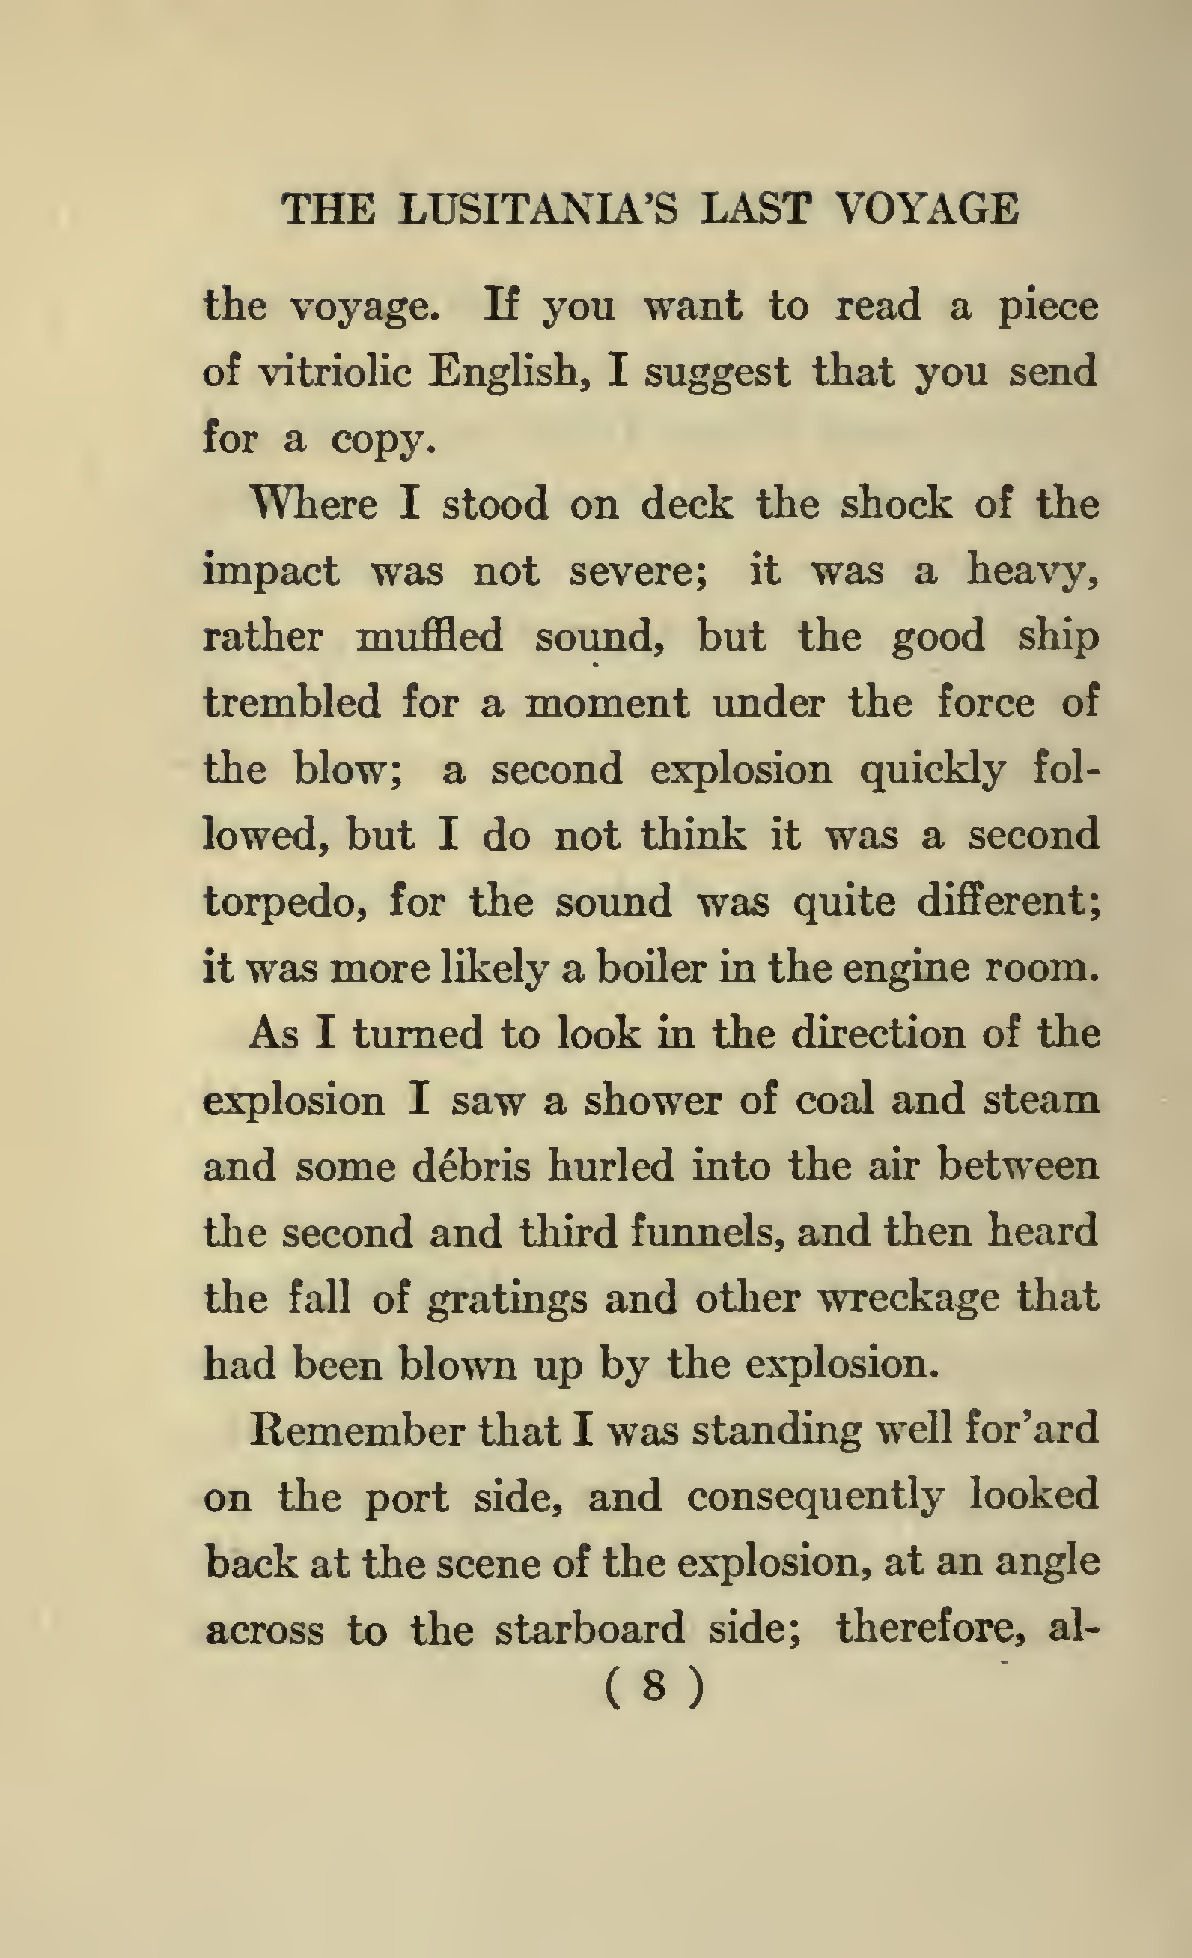 THE LUSITANIA'S LAST VOYAGE
the voyage. If you want to read a piece
of vitriolic English, I suggest that you send
for a copy.
Where I stood on deck the shock of the
impact was not severe; it was a heavy,
rather muffled sound, but the good ship
trembled for a moment under the force of
the blow; a second explosion quickly fol-
lowed, but I do not think it was a second
torpedo, for the sound was quite different;
it was more likely a boiler in the engine room.
As I turned to look in the direction of the
explosion I saw a shower of coal and steam
and some débris hurled into the air between
the second and third funnels, and then heard
the fall of gratings and other wreckage that
had been blown up by the explosion.
Remember that I was standing well for'ard
on the port side, and consequently looked
back at the scene of the explosion, at an angle
across to the starboard side; therefore, al-
( 8 )